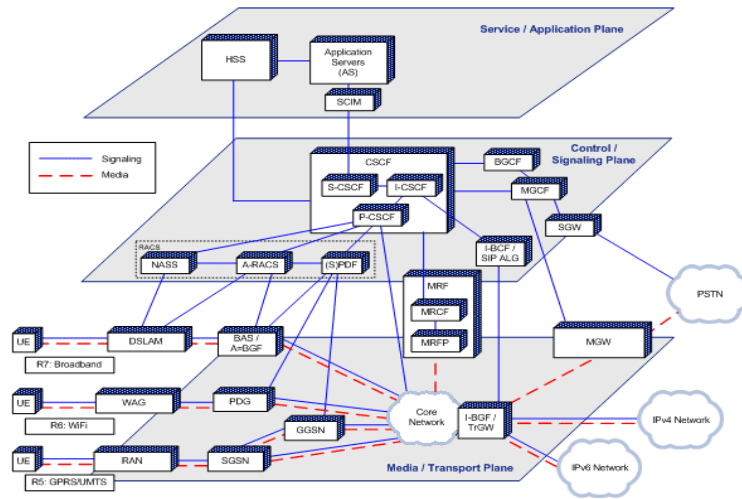 Service / Application Plane
HSS
Application
Servers
(AS)
SCIM
Signaling
Media
Control /
Signaling Plane
CSCF
S-CSCF
I-CSCF
P-CSCF
BGCF
MGCF
SGW
I-BCF /
SIP ALG
RACS
NASS
A-RACS
(S)PDF
MRF
MRCF
MRFP
PSTN
UE
DSLAM
BAS /
A=BGF
MGW
R7: Broadband
UE
WAG
PDG
R6: WiFi
GGSN
Core
Network
I-BGF /
TrGW
IPv4 Network
UE
RAN
SGSN
R5: GPRS/UMTS
Media / Transport Plane
IPv6 Network